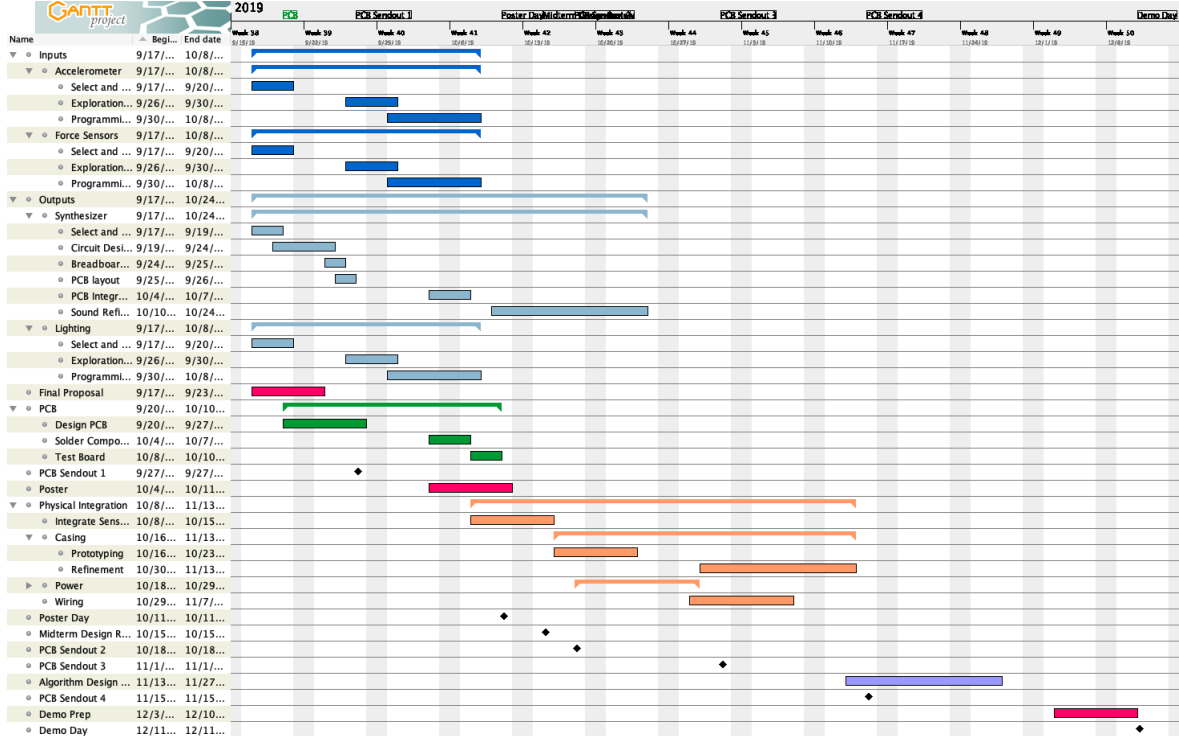 GANTT
project
2019
PCB PCB Sendout 1 Poster Day PCB Sendout 3 PCB Sendout 4 Demo Day
Week 38 Week 39 Week 40 Week 41 Week 42 Week 43 Week 44 Week 45 Week 46 Week 47 Week 48 Week 49 Week 50
9/22/19 9/29/19 10/6/19 10/13/19 10/20/19 10/27/19 11/3/19 11/10/19 11/17/19 11/24/19 12/1/19 12/8/19
Name Begi... End date
Inputs 9/17/... 10/8/...
Accelerometer 9/17/... 10/8/...
Select and ... 9/17/... 9/20/...
Exploration... 9/26/... 9/30/...
Programmi... 9/30/... 10/8/...
Force Sensors 9/17/... 10/8/...
Select and ... 9/17/... 9/20/...
Exploration... 9/26/... 9/30/...
Programmi... 9/30/... 10/8/...
Outputs 9/17/... 10/24...
Synthesizer 9/17/... 10/24...
Select and ... 9/17/... 9/19/...
Circuit Desi... 9/19/... 9/24/...
Breadboar... 9/24/... 9/25/...
PCB layout 9/25/... 9/26/...
PCB Integr... 10/4/... 10/7/...
Sound Refi... 10/10... 10/24...
Lighting 9/17/... 10/8/...
Select and ... 9/17/... 9/20/...
Exploration... 9/26/... 9/30/...
Programmi... 9/30/... 10/8/...
Final Proposal 9/17/... 9/23/...
PCB 9/20/... 10/10...
Design PCB 9/20/... 9/27/...
Solder Compo... 10/4/... 10/7/...
Test Board 10/8/... 10/10...
PCB Sendout 1 9/27/... 9/27/...
Poster 10/4/... 10/11...
Physical Integration 10/8/... 11/13...
Integrate Sens... 10/8/... 10/15...
Casing 10/16... 11/13...
Prototyping 10/16... 10/23...
Refinement 10/30... 11/13...
Power 10/18... 10/29...
Wiring 10/29... 11/7/...
Poster Day 10/11... 10/11...
Midterm Design R... 10/15... 10/15...
PCB Sendout 2 10/18... 10/18...
PCB Sendout 3 11/1/... 11/1/...
Algorithm Design ... 11/13... 11/27...
PCB Sendout 4 11/15... 11/15...
Demo Prep 12/3/... 12/10...
Demo Day 12/11... 12/11...